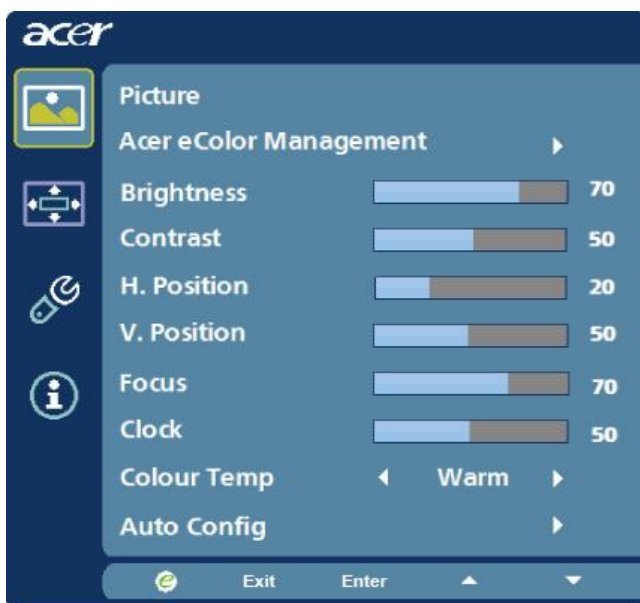 acer
Picture
Acer eColor Management
Brightness 70
Contrast 50
H. Position 20
V. Position 50
Focus 70
Clock 50
Colour Temp Warm
Auto Config
e Exit Enter